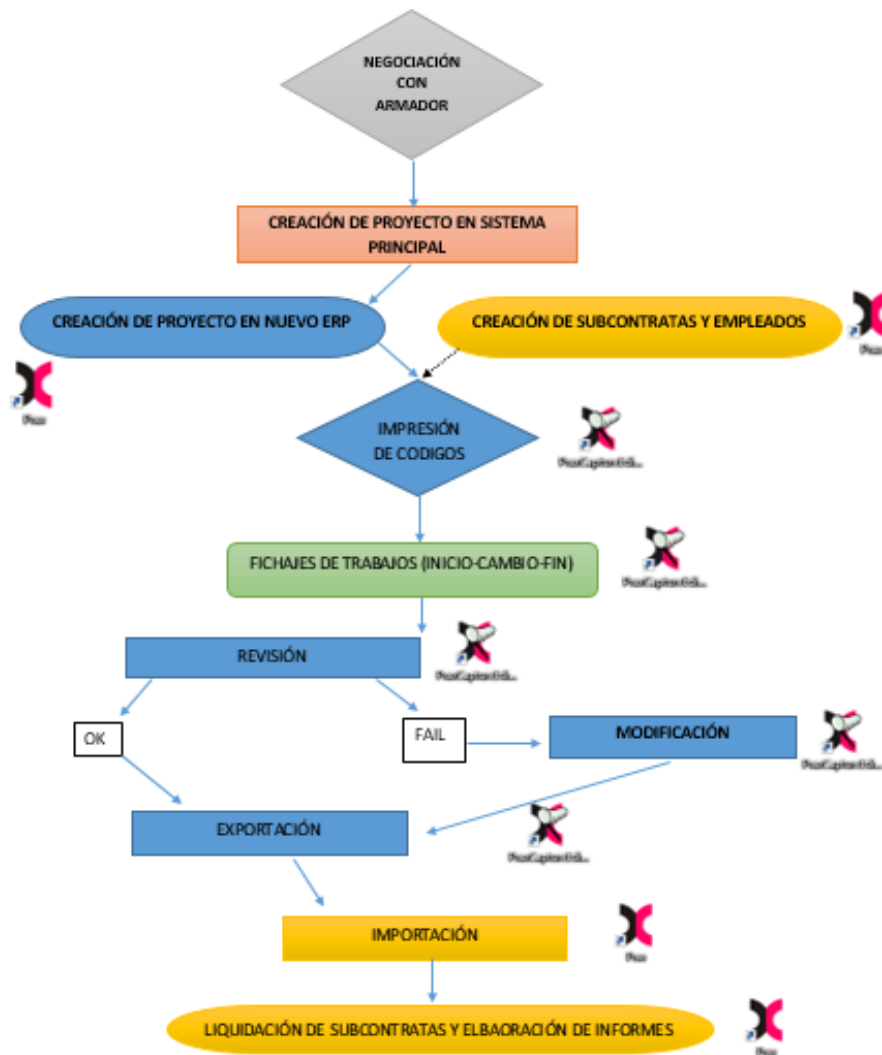 NEGOCIACIÓN
CON
ARMADOR
CREACIÓN DE PROYECTO EN SISTEMA
PRINCIPAL
CREACIÓN DE PROYECTO EN NUEVO ERP
CREACIÓN DE SUBCONTRATAS Y EMPLEADOS
IMPRESIÓN
DE CODIGOS
FICHAJES DE TRABAJOS (INICIO-CAMBIO-FIN)
REVISIÓN
OK
FAIL
MODIFICACIÓN
EXPORTACIÓN
IMPORTACIÓN
LIQUIDACIÓN DE SUBCONTRATAS Y ELBAORACIÓN DE INFORMES